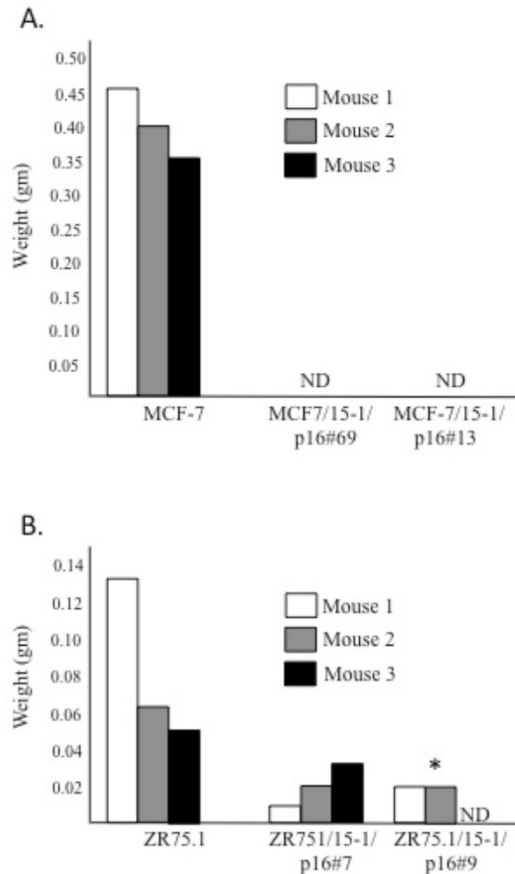 A.
Weight (gm)
0.50
0.45
0.40
0.35
0.30
0.25
0.20
0.15
0.10
0.05
Mouse 1
Mouse 2
Mouse 3
ND ND
MCF-7 MCF7/15-1/ MCF-7/15-1/
p16#69 p16#13
B.
Weight (gm)
0.14
0.12
0.10
0.08
0.06
0.04
0.02
Mouse 1
Mouse 2
Mouse 3
*
ND
ZR75.1 ZR751/15-1/ ZR75.1/15-1/
p16#7 p16#9